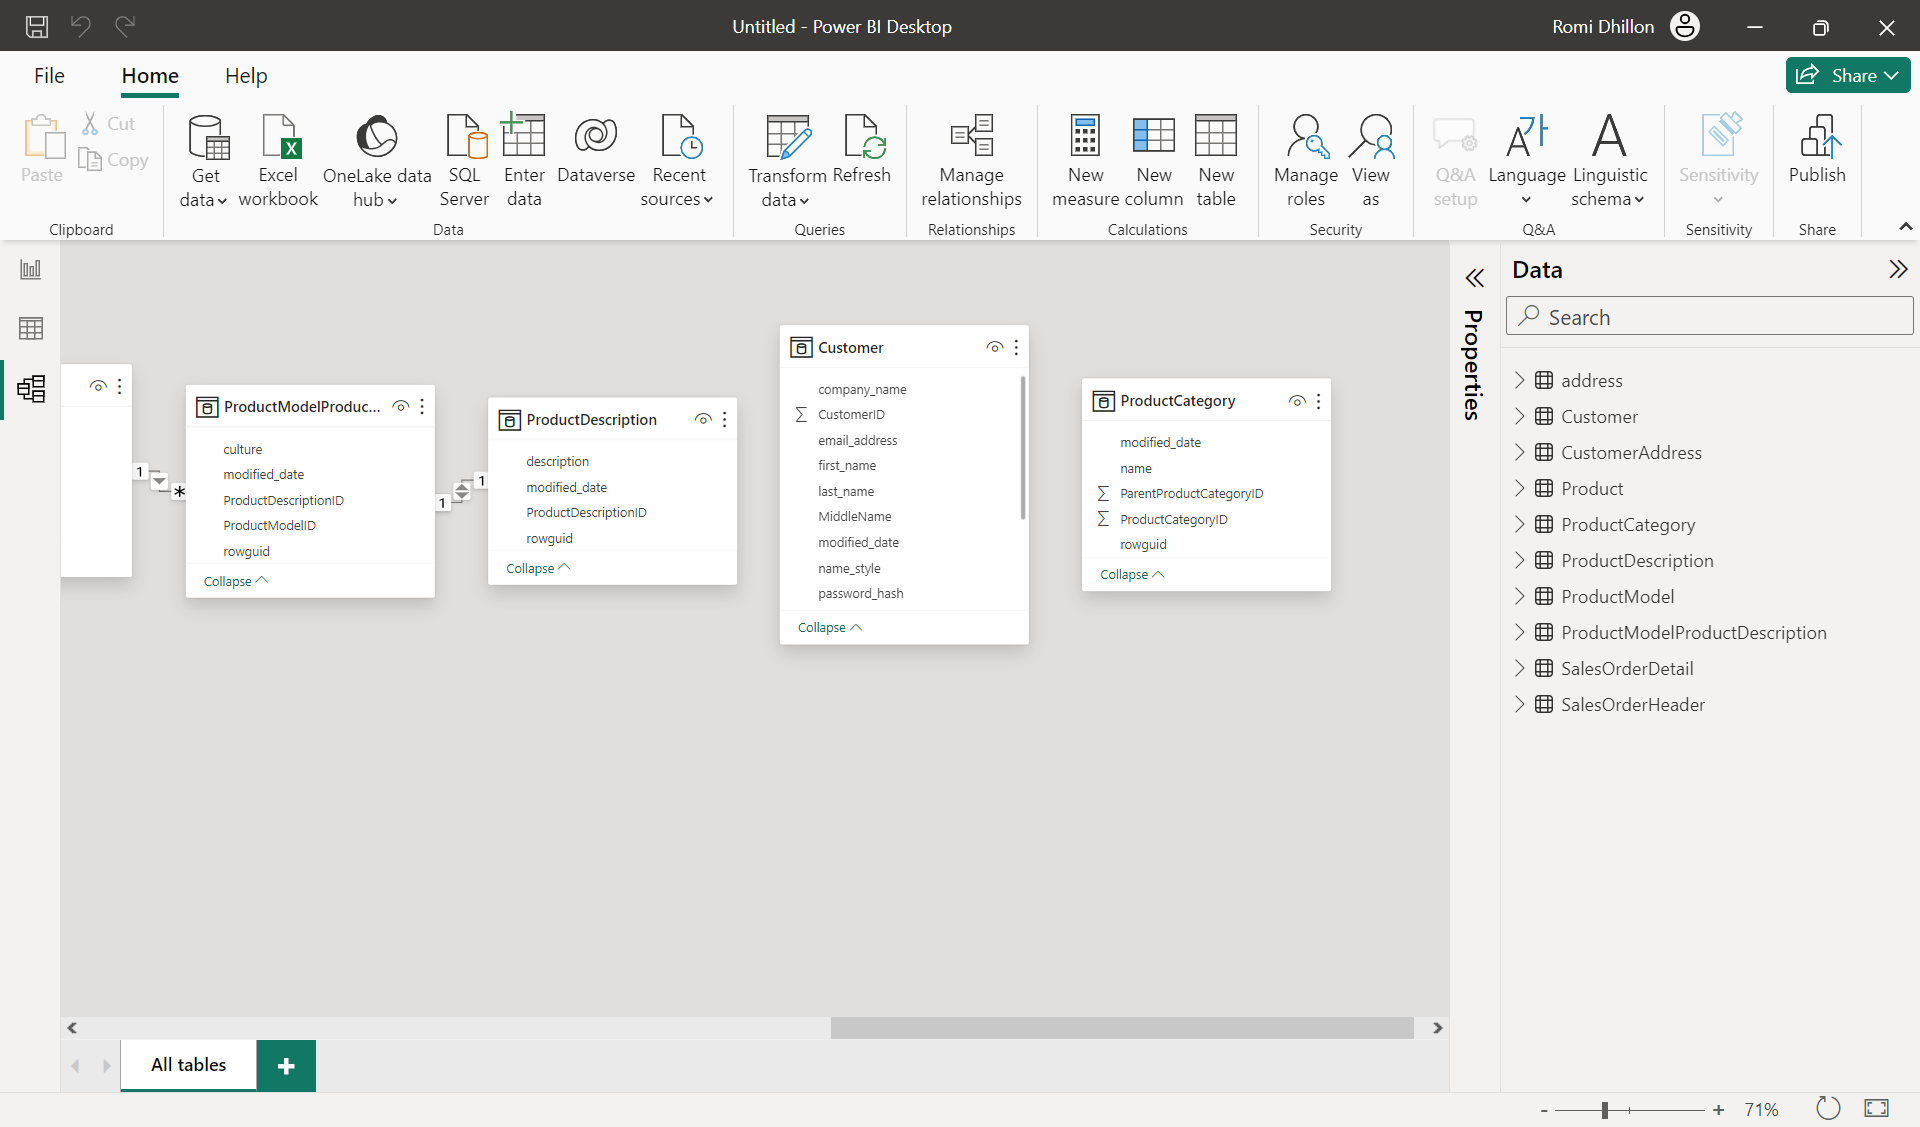 Untitled - Power BI Desktop
Romi Dhillon
File
Home
Help
Share
Paste
Cut
Copy
Get
data
Excel
workbook
OneLake data
hub
SQL
Server
Enter
data
Dataverse
Recent
sources
Transform
data
Refresh
Manage
relationships
New
measure
New
column
New
table
Manage
roles
View
as
Q&A
setup
Language
Linguistic
schema
Sensitivity
Publish
Clipboard
Data
Queries
Relationships
Calculations
Security
Q&A
Sensitivity
Share
1
*
ProductModelProduc...
culture
modified_date
ProductDescriptionID
ProductModelID
rowguid
Collapse
1
1
ProductDescription
description
modified_date
ProductDescriptionID
rowguid
Collapse
Customer
company_name
CustomerID
email_address
first_name
last_name
MiddleName
modified_date
name_style
password_hash
Collapse
ProductCategory
modified_date
name
ParentProductCategoryID
ProductCategoryID
rowguid
Collapse
Properties
Data
Search
address
Customer
CustomerAddress
Product
ProductCategory
ProductDescription
ProductModel
ProductModelProductDescription
SalesOrderDetail
SalesOrderHeader
All tables
+
- + 71%